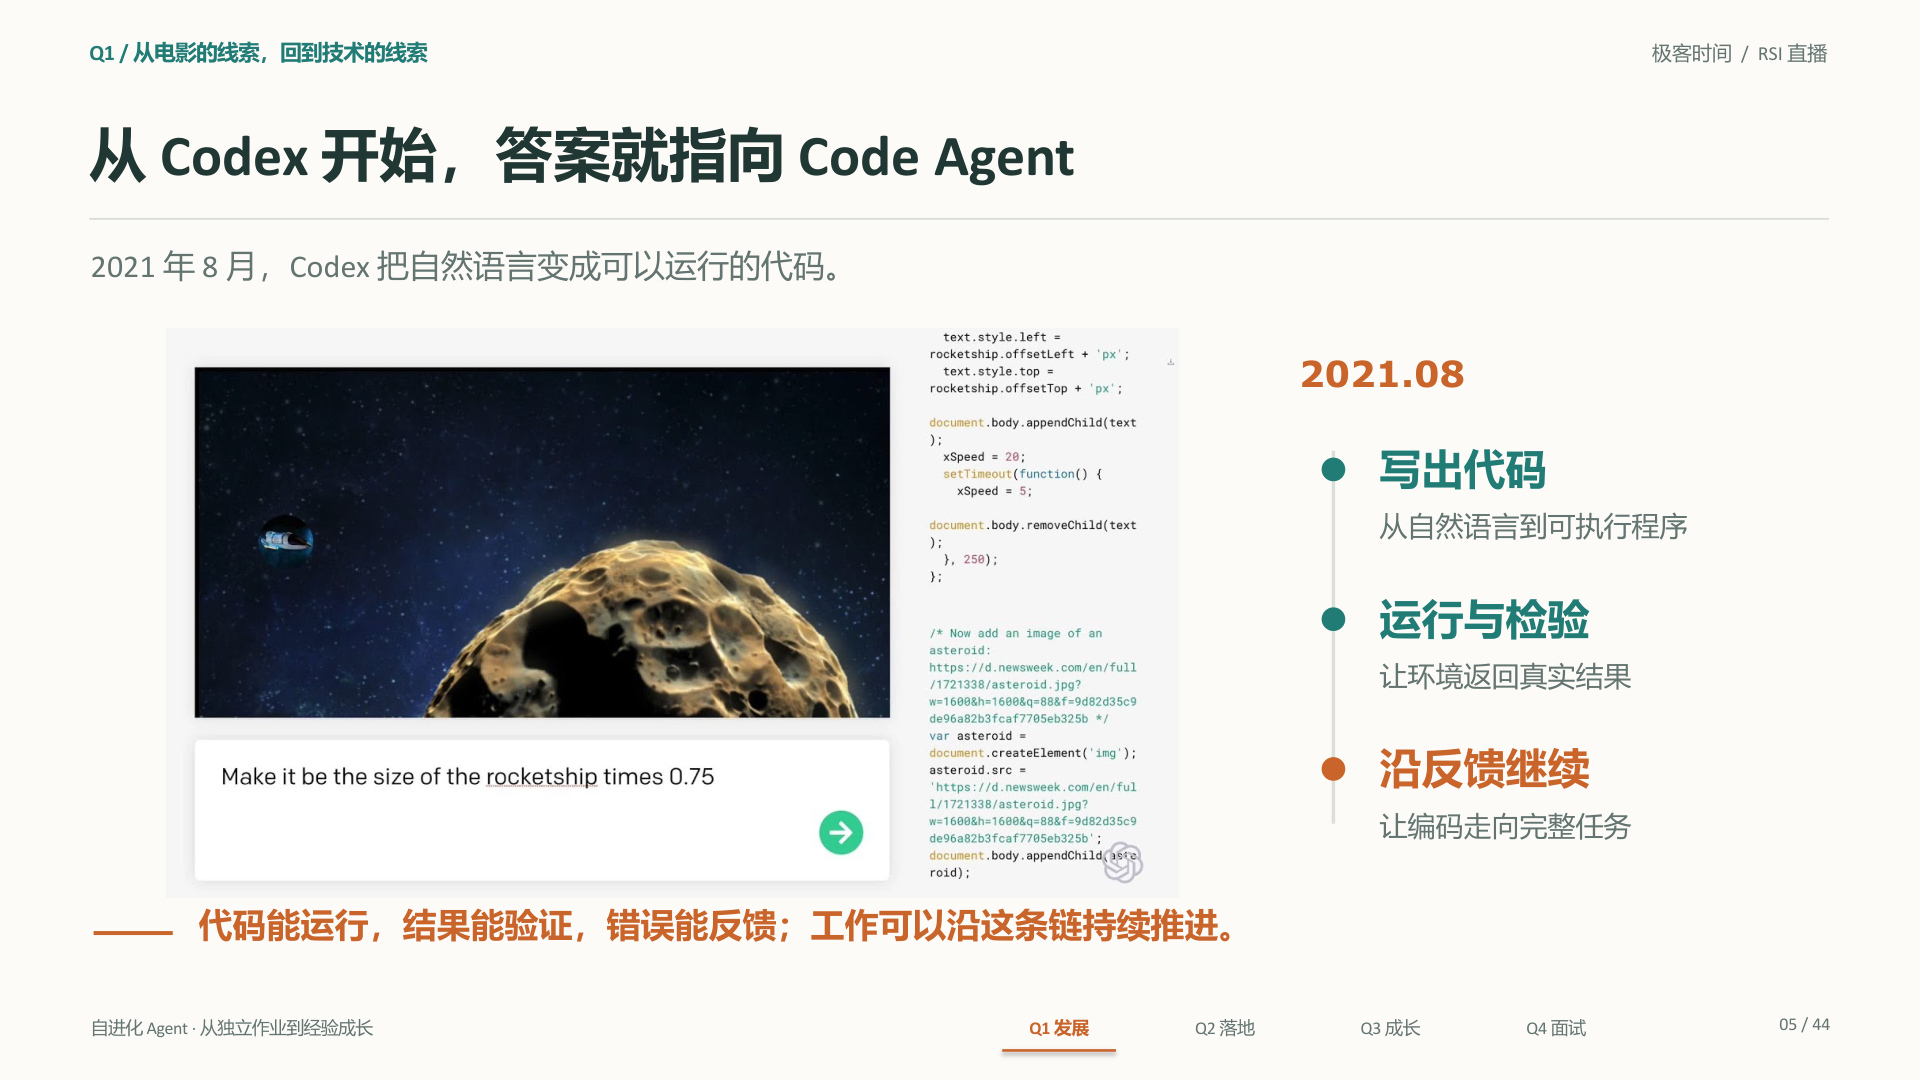 Q1 / 从电影的线索，回到技术的线索
极客时间 / RSI 直播
从 Codex 开始，答案就指向 Code Agent
2021 年 8 月，Codex 把自然语言变成可以运行的代码。
text.style.left =
rocketship.offsetLeft + 'px';
text.style.top =
rocketship.offsetTop + 'px';
document.body.appendChild(text
);
xSpeed = 20;
setTimeout(function() {
xSpeed = 5;
document.body.removeChild(text
);
}, 250);
};
/* Now add an image of an
asteroid:
https://d.newsweek.com/en/full
/1721338/asteroid.jpg?
w=1600&h=1600&q=88&f=9d82d35c9
de96a82b3fcaf7705eb325b */
var asteroid =
document.createElement('img');
asteroid.src =
'https://d.newsweek.com/en/ful
l/1721338/asteroid.jpg?
w=1600&h=1600&q=88&f=9d82d35c9
de96a82b3fcaf7705eb325b';
document.body.appendChild(aste
roid);
Make it be the size of the rocketship times 0.75
2021.08
写出代码
从自然语言到可执行程序
运行与检验
让环境返回真实结果
沿反馈继续
让编码走向完整任务
代码能运行，结果能验证，错误能反馈；工作可以沿这条链持续推进。
自进化 Agent · 从独立作业到经验成长
Q1 发展
Q2 落地
Q3 成长
Q4 面试
05 / 44